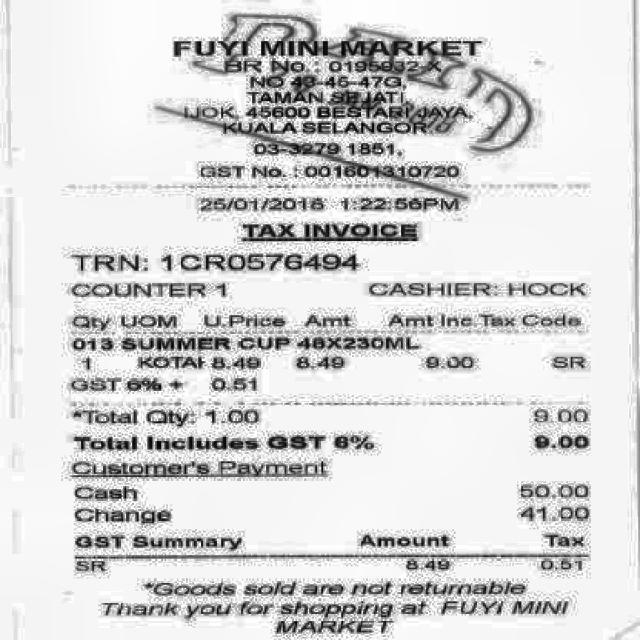 FUYI MINI MARKET
BR No. : 0195932-X
NO 43-45-47G,
TAMAN SEJATI,
IJOK, 45600 BESTARI JAYA,
KUALA SELANGOR.
03-3279 1851,
GST No. : 001601310720
25/01/2016 1:22:56PM
TAX INVOICE
TRN: 1CR0576494
COUNTER 1 CASHIER: HOCK
Qty UOM U.Price Amt Amt Inc.Tax Code
013 SUMMER CUP 48X230ML
1 KOTAK 8.49 8.49 9.00 SR
GST 6% + 0.51
*Total Qty: 1.00 9.00
Total Includes GST 6% 9.00
Customer's Payment
Cash 50.00
Change 41.00
GST Summary Amount Tax
SR 8.49 0.51
*Goods sold are not returnable
Thank you for shopping at FUYI MINI
MARKET